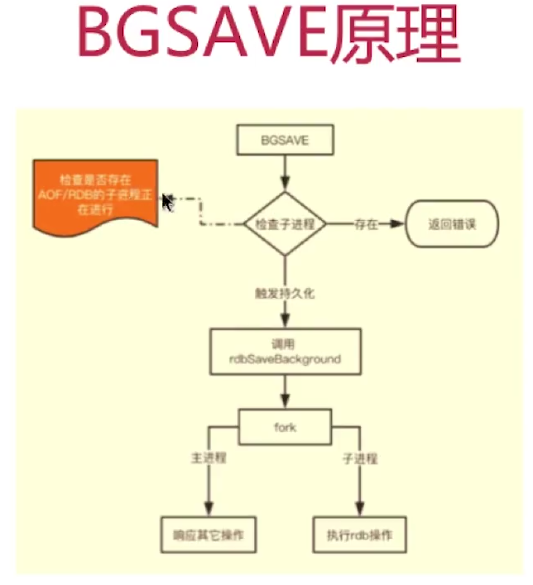 BGSAVE原理
BGSAVE
检查是否存在
AOF/RDB的子进程正
在进行
检查子进程
存在
返回错误
触发持久化
调用
rdbSaveBackground
fork
主进程
子进程
响应其它操作
执行rdb操作